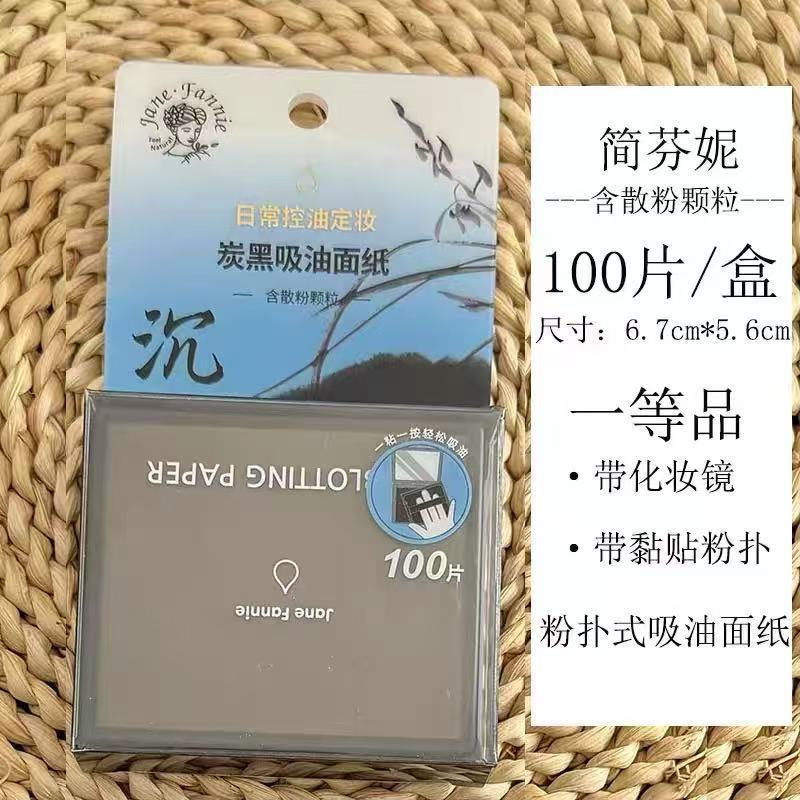 Jane·Fannie
Feel Natural
日常控油定妆
炭黑吸油面纸
— 含散粉颗粒 —
沉
一粘一按轻松吸油
LOTTING PAPER
100片
Jane Fannie
简芬妮
---含散粉颗粒---
100片/盒
尺寸：6.7cm*5.6cm
一等品
·带化妆镜
·带黏贴粉扑
粉扑式吸油面纸